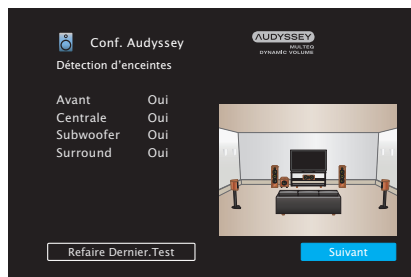 Conf. Audyssey
AUDYSSEY
MULTEQ
DYNAMIC VOLUME
Détection d'enceintes
Avant Oui
Centrale Oui
Subwoofer Oui
Surround Oui
Refaire Dernier.Test
Suivant